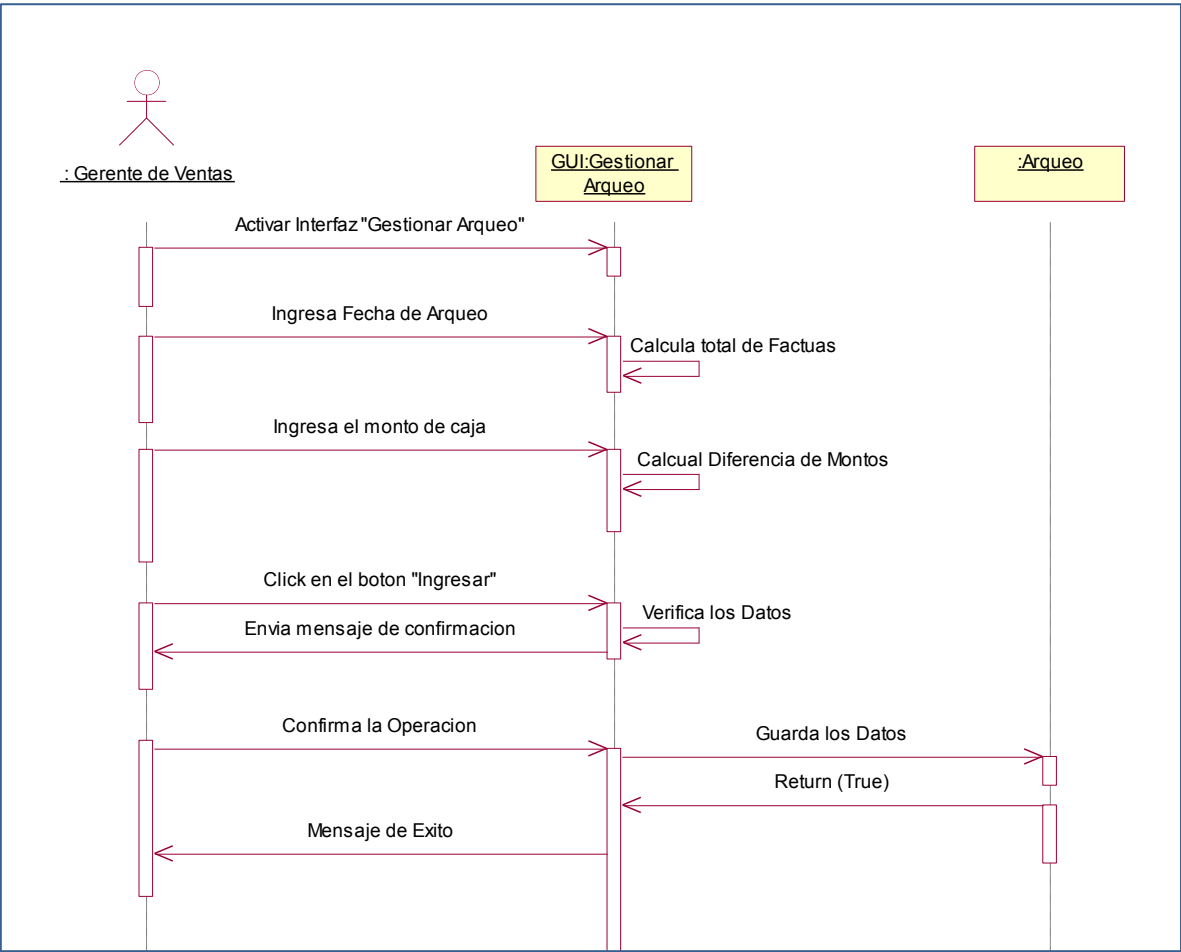 : Gerente de Ventas
GUI:Gestionar
Arqueo
:Arqueo
Activar Interfaz "Gestionar Arqueo"
Ingresa Fecha de Arqueo
Calcula total de Factuas
Ingresa el monto de caja
Calcual Diferencia de Montos
Click en el boton "Ingresar"
Verifica los Datos
Envia mensaje de confirmacion
Confirma la Operacion
Guarda los Datos
Return (True)
Mensaje de Exito